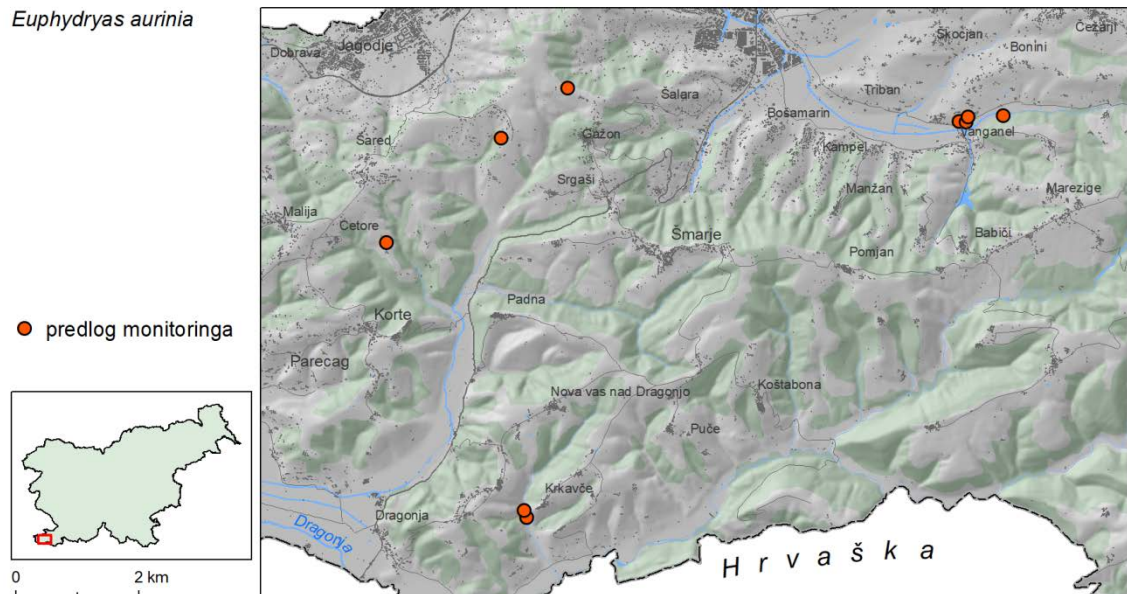 Euphydryas aurinia
predlog monitoringa
0 2 km
Dobrava
Jagodje
Škocjan
Čežarji
Bonini
Triban
Šalara
Bošamarin
Vanganel
Gažon
Šared
Kampel
Srgaši
Manžan
Marezige
Malija
Cetore
Šmarje
Babiči
Pomjan
Padna
Korte
Parecag
Nova vas nad Dragonjo
Koštabona
Puče
Krkavče
Dragonja
Dragonja
Hrvaška